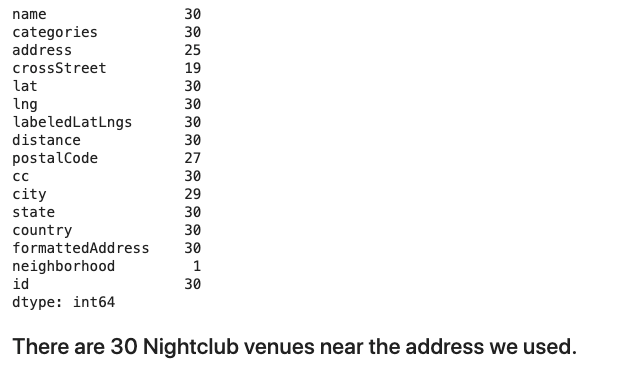 name 30
categories 30
address 25
crossStreet 19
lat 30
lng 30
labeledLatLngs 30
distance 30
postalCode 27
cc 30
city 29
state 30
country 30
formattedAddress 30
neighborhood 1
id 30
dtype: int64
There are 30 Nightclub venues near the address we used.